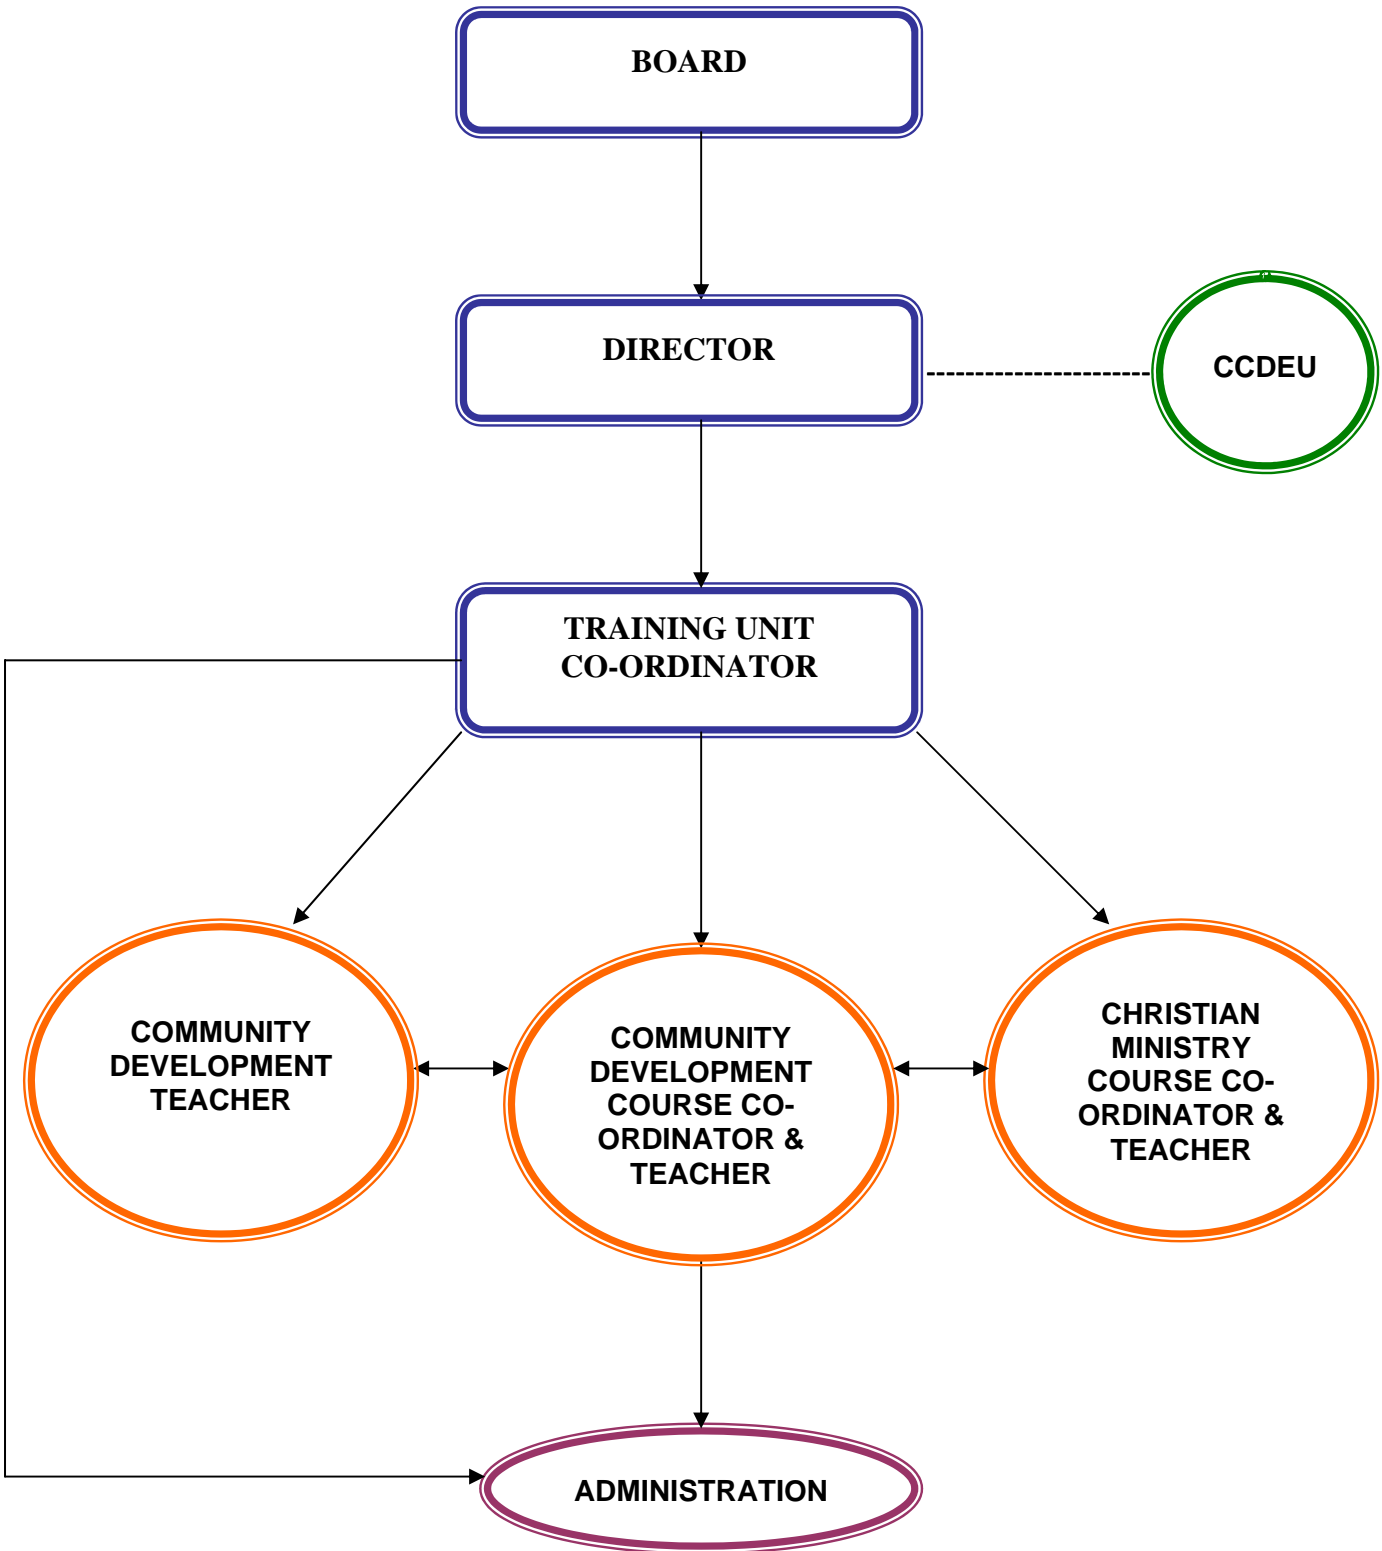 BOARD
DIRECTOR
CCDEU
TRAINING UNIT
CO-ORDINATOR
COMMUNITY
DEVELOPMENT
TEACHER
COMMUNITY
DEVELOPMENT
COURSE CO-
ORDINATOR &
TEACHER
CHRISTIAN
MINISTRY
COURSE CO-
ORDINATOR &
TEACHER
ADMINISTRATION